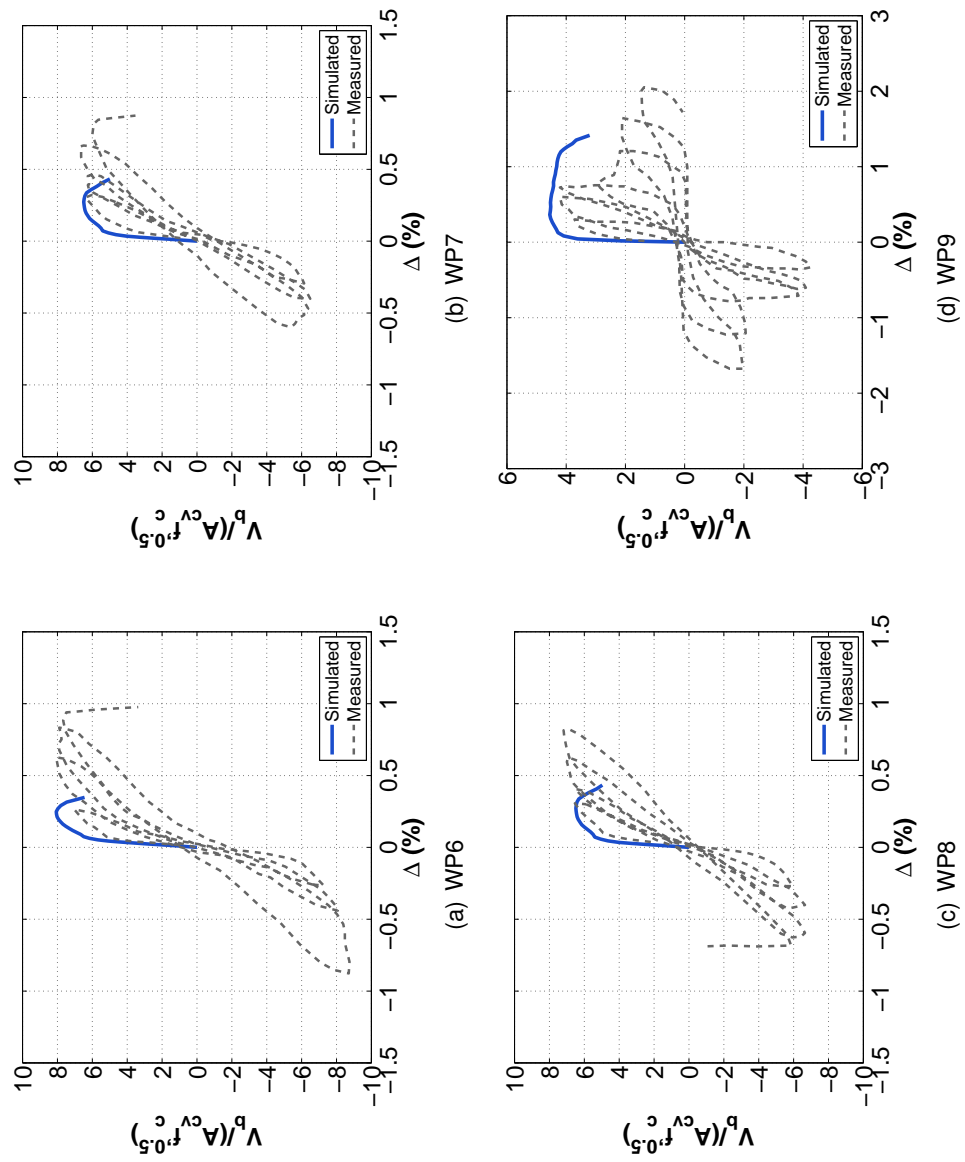 V_b/(A_cv f_c^'0.5)
10
8
6
4
2
0
−2
−4
−6
−8
−10
−1.5 −1 −0.5 0 0.5 1 1.5
Δ (%)
Simulated
Measured
(a) WP6
V_b/(A_cv f_c^'0.5)
10
8
6
4
2
0
−2
−4
−6
−8
−10
−1.5 −1 −0.5 0 0.5 1 1.5
Δ (%)
Simulated
Measured
(b) WP7
V_b/(A_cv f_c^'0.5)
10
8
6
4
2
0
−2
−4
−6
−8
−10
−1.5 −1 −0.5 0 0.5 1 1.5
Δ (%)
Simulated
Measured
(c) WP8
V_b/(A_cv f_c^'0.5)
6
4
2
0
−2
−4
−6
−3 −2 −1 0 1 2 3
Δ (%)
Simulated
Measured
(d) WP9